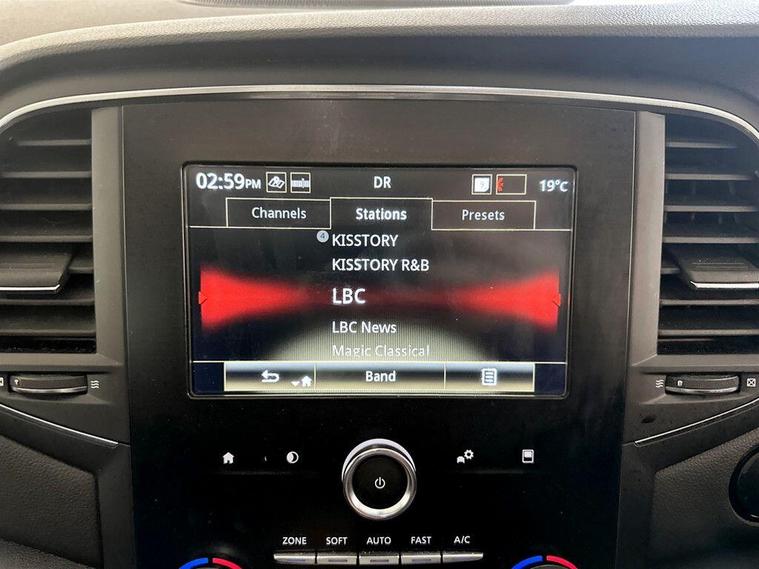 02:59PM DR 19°C
Channels Stations Presets
4 KISSTORY
KISSTORY R&B
LBC
LBC News
Magic Classical
Band
ZONE SOFT AUTO FAST A/C